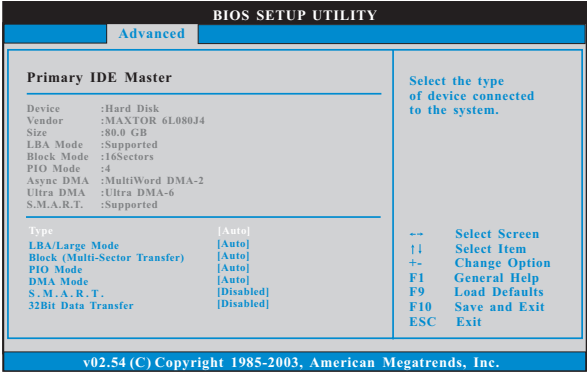 BIOS SETUP UTILITY
Advanced
Primary IDE Master
Device :Hard Disk
Vendor :MAXTOR 6L080J4
Size :80.0 GB
LBA Mode :Supported
Block Mode :16Sectors
PIO Mode :4
Async DMA :MultiWord DMA-2
Ultra DMA :Ultra DMA-6
S.M.A.R.T. :Supported
Type [Auto]
LBA/Large Mode [Auto]
Block (Multi-Sector Transfer) [Auto]
PIO Mode [Auto]
DMA Mode [Auto]
S.M.A.R.T. [Disabled]
32Bit Data Transfer [Disabled]
Select the type
of device connected
to the system.
←→ Select Screen
↑↓ Select Item
+- Change Option
F1 General Help
F9 Load Defaults
F10 Save and Exit
ESC Exit
v02.54 (C) Copyright 1985-2003, American Megatrends, Inc.